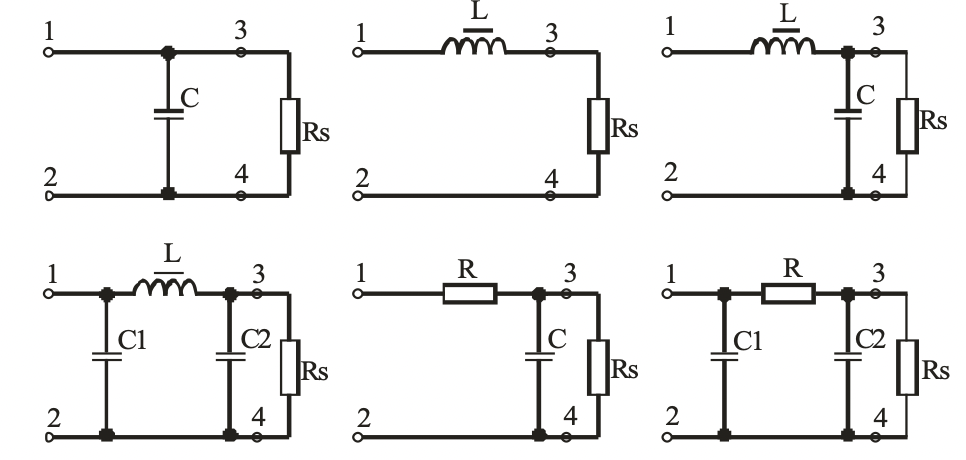 1 3 C Rs 2 4
L 1 3 Rs 2 4
L 1 3 C Rs 2 4
L 1 3 C1 C2 Rs 2 4
R 1 3 C Rs 2 4
R 1 3 C1 C2 Rs 2 4